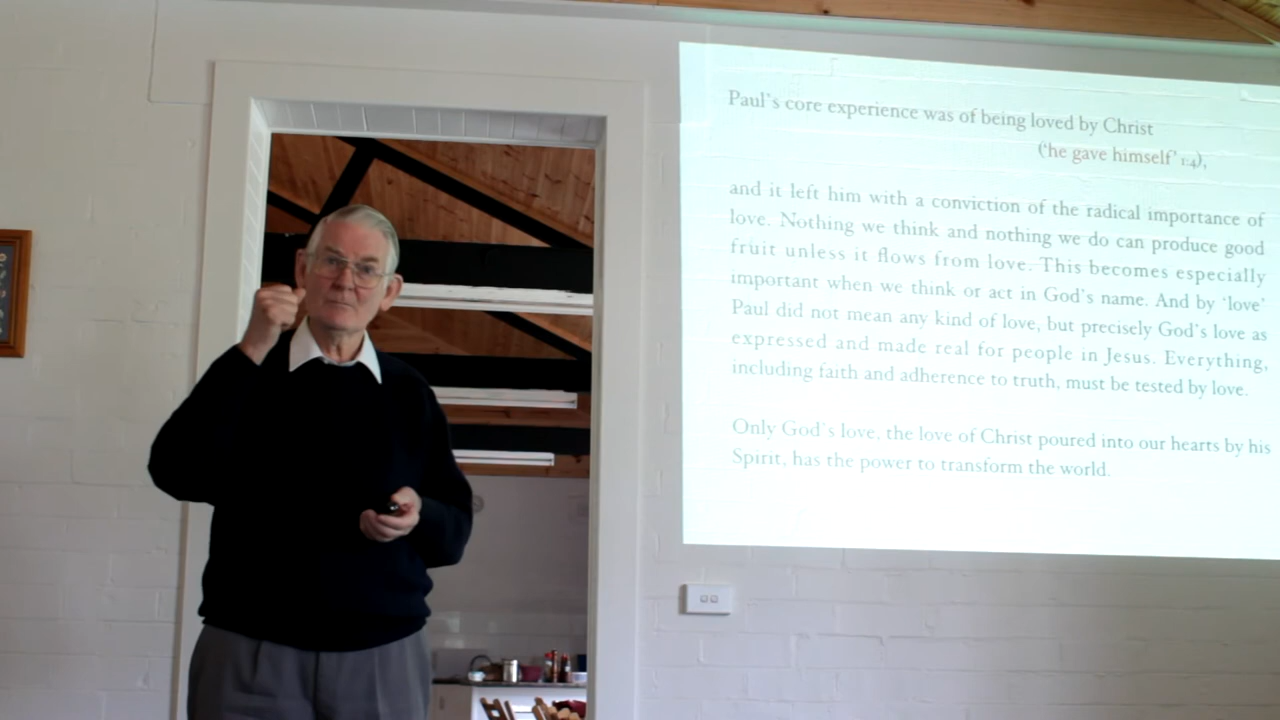 Paul's core experience was of being loved by Christ
('he gave himself' 1:4),
and it left him with a conviction of the radical importance of
love. Nothing we think and nothing we do can produce good
fruit unless it flows from love. This becomes especially
important when we think or act in God's name. And by 'love'
Paul did not mean any kind of love, but precisely God's love as
expressed and made real for people in Jesus. Everything,
including faith and adherence to truth, must be tested by love.
Only God's love, the love of Christ poured into our hearts by his
Spirit, has the power to transform the world.